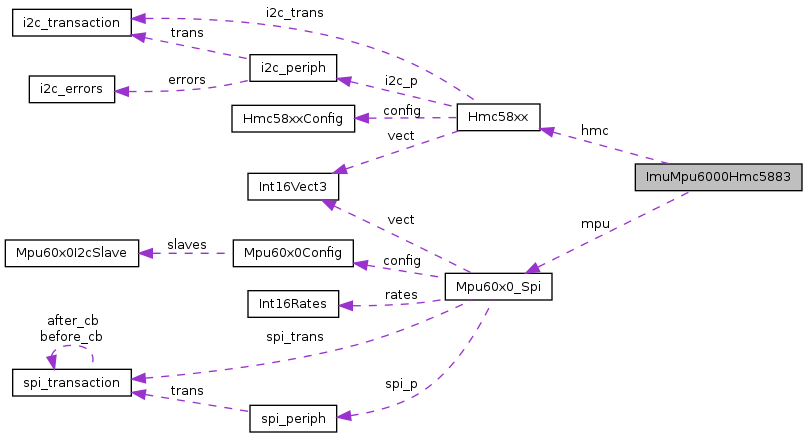 i2c_trans
i2c_transaction
trans
i2c_periph
errors
i2c_p
i2c_errors
config
Hmc58xxConfig
Hmc58xx
hmc
vect
ImuMpu6000Hmc5883
Int16Vect3
vect
mpu
slaves
Mpu60x0I2cSlave
Mpu60x0Config
config
Mpu60x0_Spi
rates
Int16Rates
after_cb
before_cb
spi_trans
spi_transaction
trans
spi_p
spi_periph